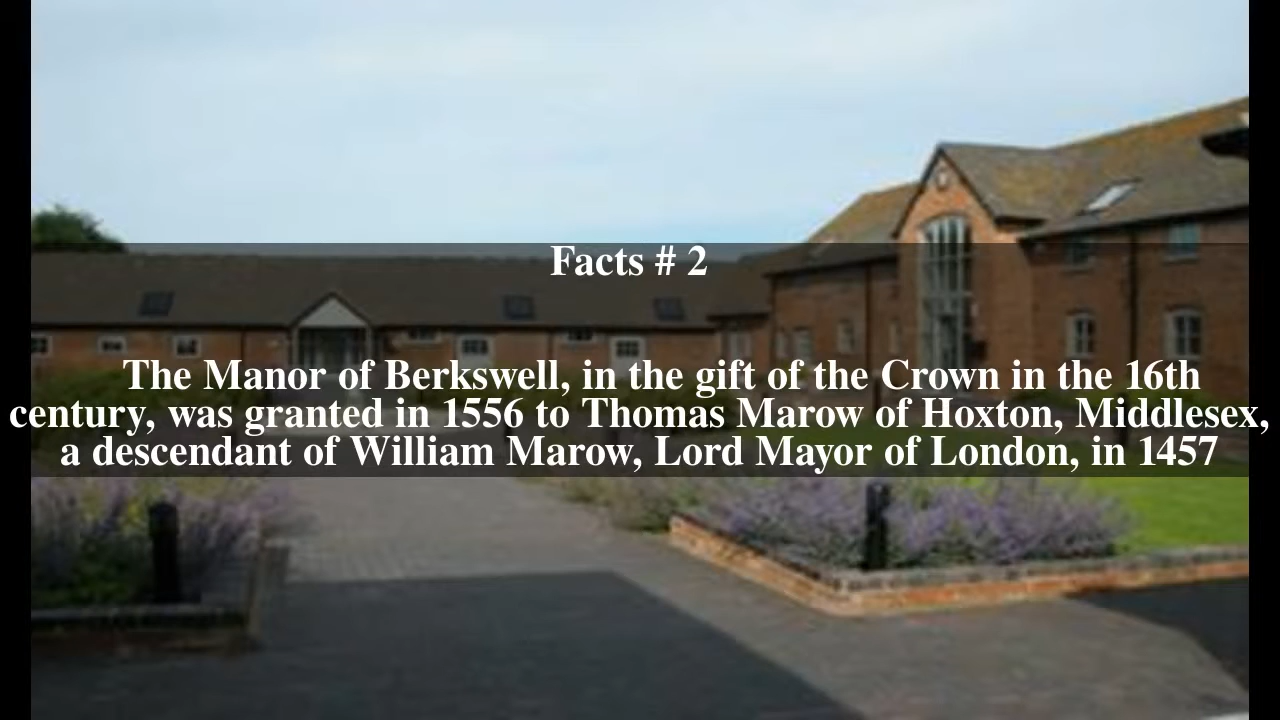 Facts # 2
The Manor of Berkswell, in the gift of the Crown in the 16th
century, was granted in 1556 to Thomas Marow of Hoxton, Middlesex,
a descendant of William Marow, Lord Mayor of London, in 1457